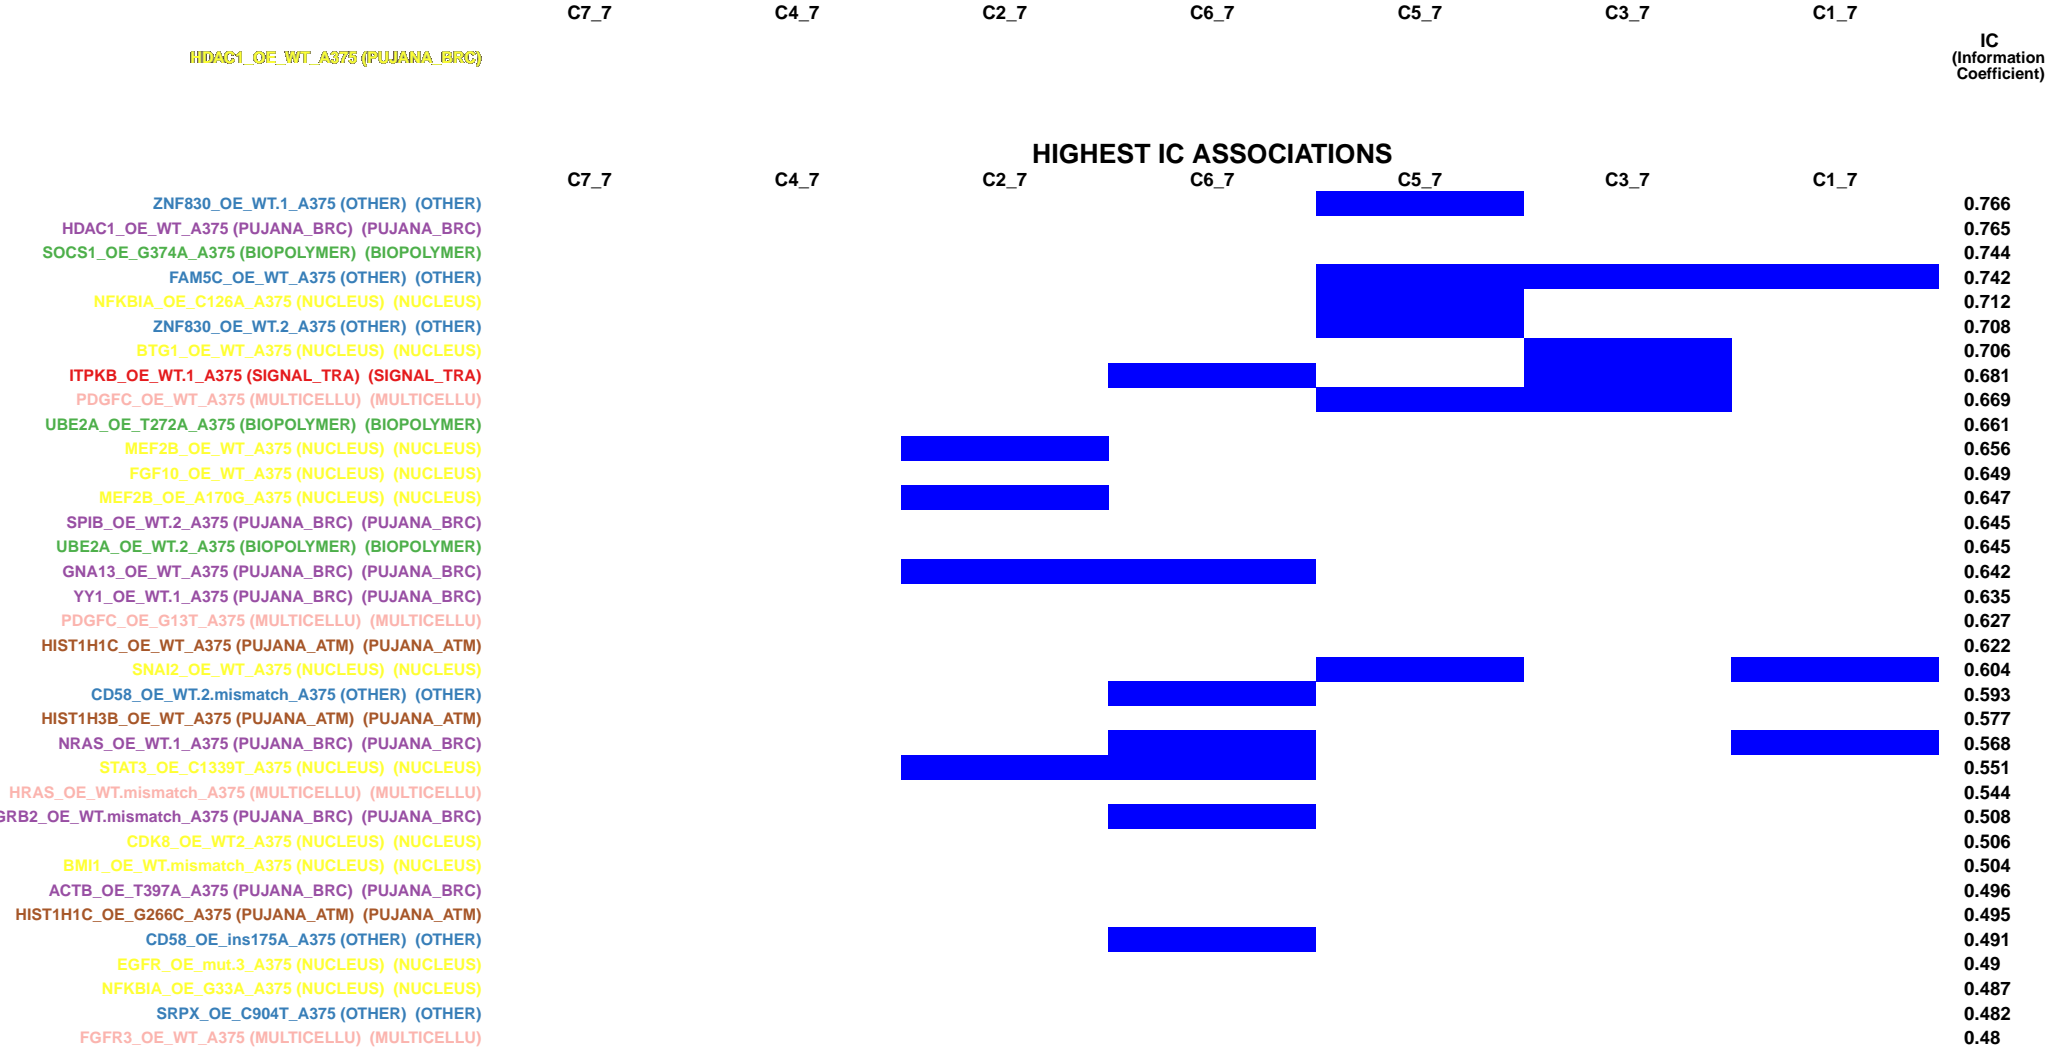 C7_7 C4_7 C2_7 C6_7 C5_7 C3_7 C1_7
HDAC1_OE_WT_A375 (PUJANA_BRC)
IC
(Information
Coefficient)
HIGHEST IC ASSOCIATIONS
C7_7 C4_7 C2_7 C6_7 C5_7 C3_7 C1_7
ZNF830_OE_WT.1_A375 (OTHER) (OTHER) 0.766
HDAC1_OE_WT_A375 (PUJANA_BRC) (PUJANA_BRC) 0.765
SOCS1_OE_G374A_A375 (BIOPOLYMER) (BIOPOLYMER) 0.744
FAM5C_OE_WT_A375 (OTHER) (OTHER) 0.742
NFKBIA_OE_C126A_A375 (NUCLEUS) (NUCLEUS) 0.712
ZNF830_OE_WT.2_A375 (OTHER) (OTHER) 0.708
BTG1_OE_WT_A375 (NUCLEUS) (NUCLEUS) 0.706
ITPKB_OE_WT.1_A375 (SIGNAL_TRA) (SIGNAL_TRA) 0.681
PDGFC_OE_WT_A375 (MULTICELLU) (MULTICELLU) 0.669
UBE2A_OE_T272A_A375 (BIOPOLYMER) (BIOPOLYMER) 0.661
MEF2B_OE_WT_A375 (NUCLEUS) (NUCLEUS) 0.656
FGF10_OE_WT_A375 (NUCLEUS) (NUCLEUS) 0.649
MEF2B_OE_A170G_A375 (NUCLEUS) (NUCLEUS) 0.647
SPIB_OE_WT.2_A375 (PUJANA_BRC) (PUJANA_BRC) 0.645
UBE2A_OE_WT.2_A375 (BIOPOLYMER) (BIOPOLYMER) 0.645
GNA13_OE_WT_A375 (PUJANA_BRC) (PUJANA_BRC) 0.642
YY1_OE_WT.1_A375 (PUJANA_BRC) (PUJANA_BRC) 0.635
PDGFC_OE_G13T_A375 (MULTICELLU) (MULTICELLU) 0.627
HIST1H1C_OE_WT_A375 (PUJANA_ATM) (PUJANA_ATM) 0.622
SNAI2_OE_WT_A375 (NUCLEUS) (NUCLEUS) 0.604
CD58_OE_WT.2.mismatch_A375 (OTHER) (OTHER) 0.593
HIST1H3B_OE_WT_A375 (PUJANA_ATM) (PUJANA_ATM) 0.577
NRAS_OE_WT.1_A375 (PUJANA_BRC) (PUJANA_BRC) 0.568
STAT3_OE_C1339T_A375 (NUCLEUS) (NUCLEUS) 0.551
HRAS_OE_WT.mismatch_A375 (MULTICELLU) (MULTICELLU) 0.544
GRB2_OE_WT.mismatch_A375 (PUJANA_BRC) (PUJANA_BRC) 0.508
CDK8_OE_WT2_A375 (NUCLEUS) (NUCLEUS) 0.506
BMI1_OE_WT.mismatch_A375 (NUCLEUS) (NUCLEUS) 0.504
ACTB_OE_T397A_A375 (PUJANA_BRC) (PUJANA_BRC) 0.496
HIST1H1C_OE_G266C_A375 (PUJANA_ATM) (PUJANA_ATM) 0.495
CD58_OE_ins175A_A375 (OTHER) (OTHER) 0.491
EGFR_OE_mut.3_A375 (NUCLEUS) (NUCLEUS) 0.49
NFKBIA_OE_G33A_A375 (NUCLEUS) (NUCLEUS) 0.487
SRPX_OE_C904T_A375 (OTHER) (OTHER) 0.482
FGFR3_OE_WT_A375 (MULTICELLU) (MULTICELLU) 0.48